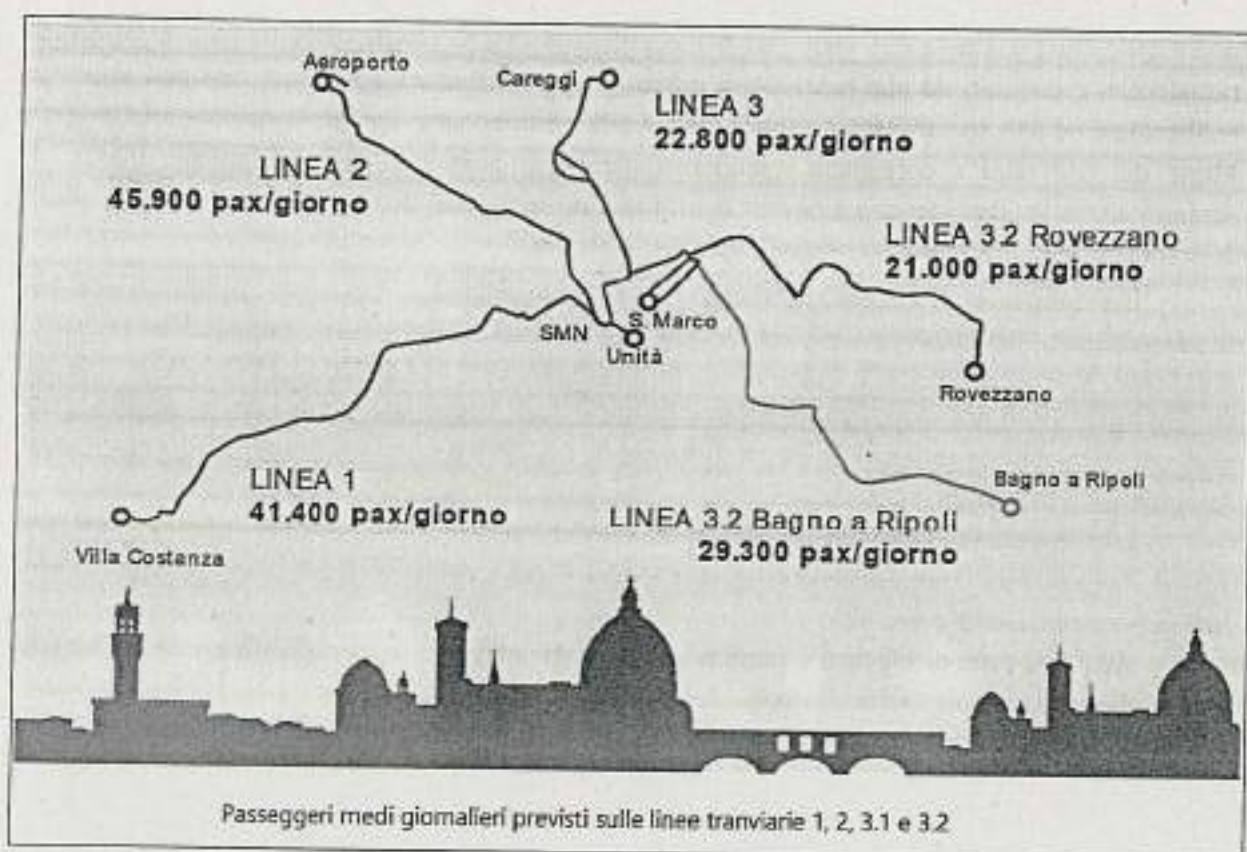 Aeroporto
Careggi
LINEA 3
22.800 pax/giorno
LINEA 2
45.900 pax/giorno
LINEA 3.2 Rovezzano
21.000 pax/giorno
S. Marco
SMN
Unità
Rovezzano
LINEA 1
41.400 pax/giorno
Bagno a Ripoli
LINEA 3.2 Bagno a Ripoli
29.300 pax/giorno
Villa Costanza
Passeggeri medi giornalieri previsti sulle linee tranviarie 1, 2, 3.1 e 3.2